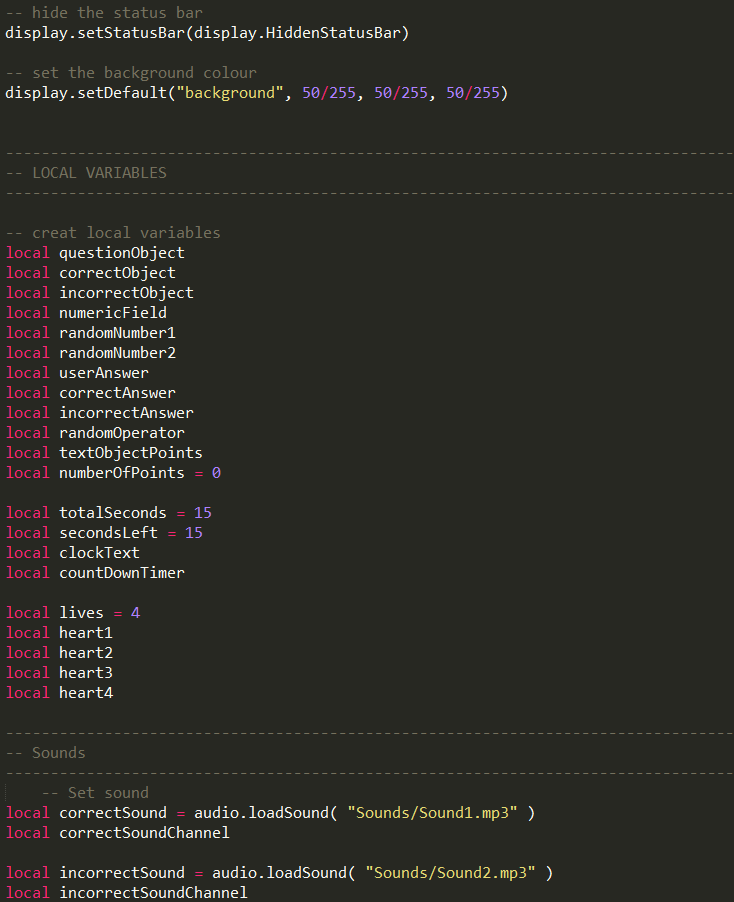 -- hide the status bar
display.setStatusBar(display.HiddenStatusBar)
-- set the background colour
display.setDefault("background", 50/255, 50/255, 50/255)
---------------------------------------------------------------------------------
-- LOCAL VARIABLES
---------------------------------------------------------------------------------
-- creat local variables
local questionObject
local correctObject
local incorrectObject
local numericField
local randomNumber1
local randomNumber2
local userAnswer
local correctAnswer
local incorrectAnswer
local randomOperator
local textObjectPoints
local numberOfPoints = 0
local totalSeconds = 15
local secondsLeft = 15
local clockText
local countDownTimer
local lives = 4
local heart1
local heart2
local heart3
local heart4
---------------------------------------------------------------------------------
-- Sounds
---------------------------------------------------------------------------------
-- Set sound
local correctSound = audio.loadSound( "Sounds/Sound1.mp3" )
local correctSoundChannel
local incorrectSound = audio.loadSound( "Sounds/Sound2.mp3" )
local incorrectSoundChannel